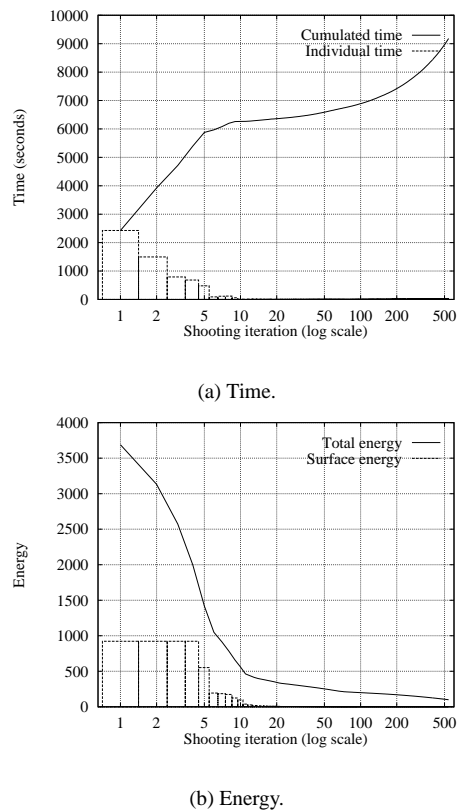 10000
9000
8000
7000
6000
5000
4000
3000
2000
1000
0
Time (seconds)
Cumulated time
Individual time
1 2 5 10 20 50 100 200 500
Shooting iteration (log scale)
(a) Time.
4000
3500
3000
2500
2000
1500
1000
500
0
Energy
Total energy
Surface energy
1 2 5 10 20 50 100 200 500
Shooting iteration (log scale)
(b) Energy.